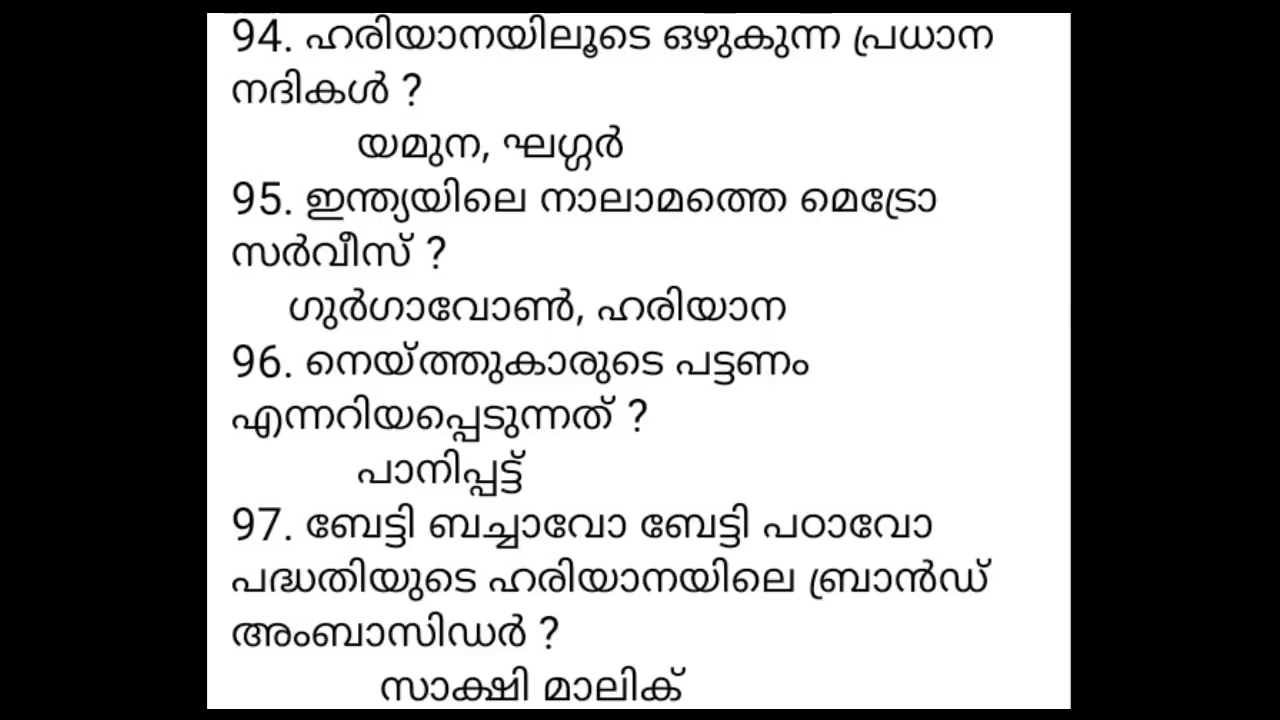 94. ഹരിയാനയിലൂടെ ഒഴുകുന്ന പ്രധാന
നദികൾ ?
യമുന, ഘഗ്ഗർ
95. ഇന്ത്യയിലെ നാലാമത്തെ മെട്രോ
സർവീസ് ?
ഗുർഗാവോൺ, ഹരിയാന
96. നെയ്ത്തുകാരുടെ പട്ടണം
എന്നറിയപ്പെടുന്നത് ?
പാനിപ്പട്ട്
97. ബേട്ടി ബച്ചാവോ ബേട്ടി പഠാവോ
പദ്ധതിയുടെ ഹരിയാനയിലെ ബ്രാൻഡ്
അംബാസിഡർ ?
സാക്ഷി മാലിക്